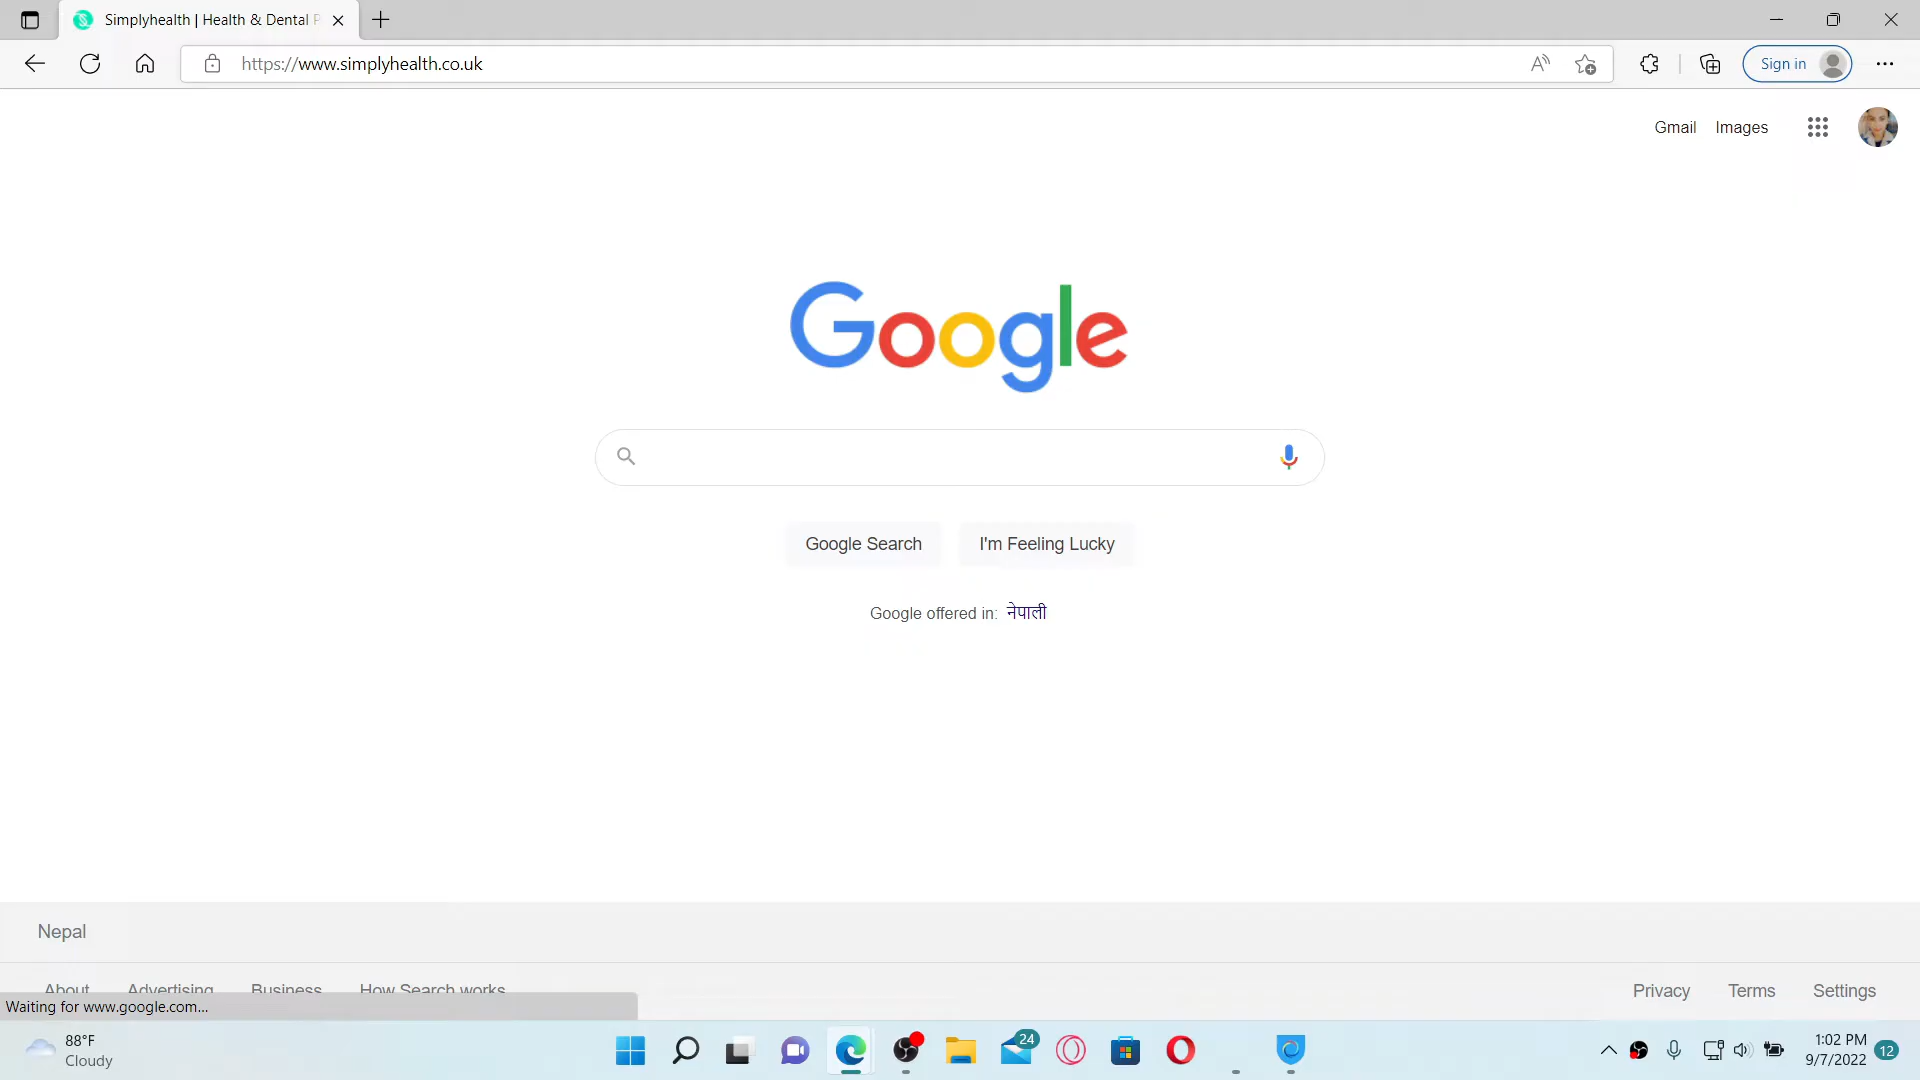 Simplyhealth | Health & Dental P
https://www.simplyhealth.co.uk
Sign in
Gmail Images
Google
Google Search I'm Feeling Lucky
Google offered in: नेपाली
Nepal
About Advertising Business How Search works
Privacy Terms Settings
Waiting for www.google.com...
88°F
Cloudy
24
1:02 PM
9/7/2022
12